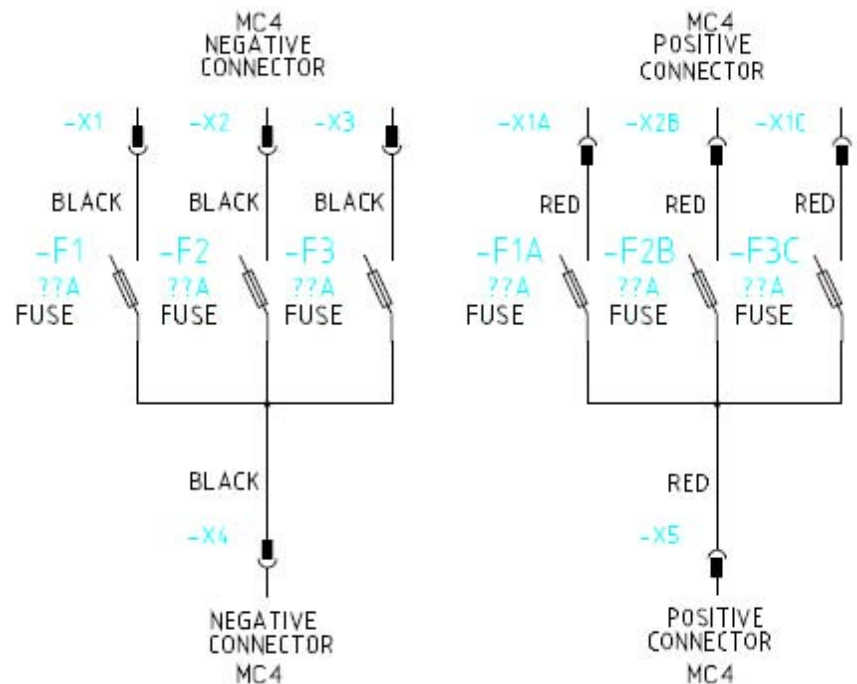 MC4
NEGATIVE
CONNECTOR
MC4
POSITIVE
CONNECTOR
-X1
-X2
-X3
-X1A
-X2B
-X1C
BLACK
BLACK
BLACK
RED
RED
RED
-F1
??A
FUSE
-F2
??A
FUSE
-F3
??A
FUSE
-F1A
??A
FUSE
-F2B
??A
FUSE
-F3C
??A
FUSE
BLACK
RED
-X4
-X5
NEGATIVE
CONNECTOR
MC4
POSITIVE
CONNECTOR
MC4